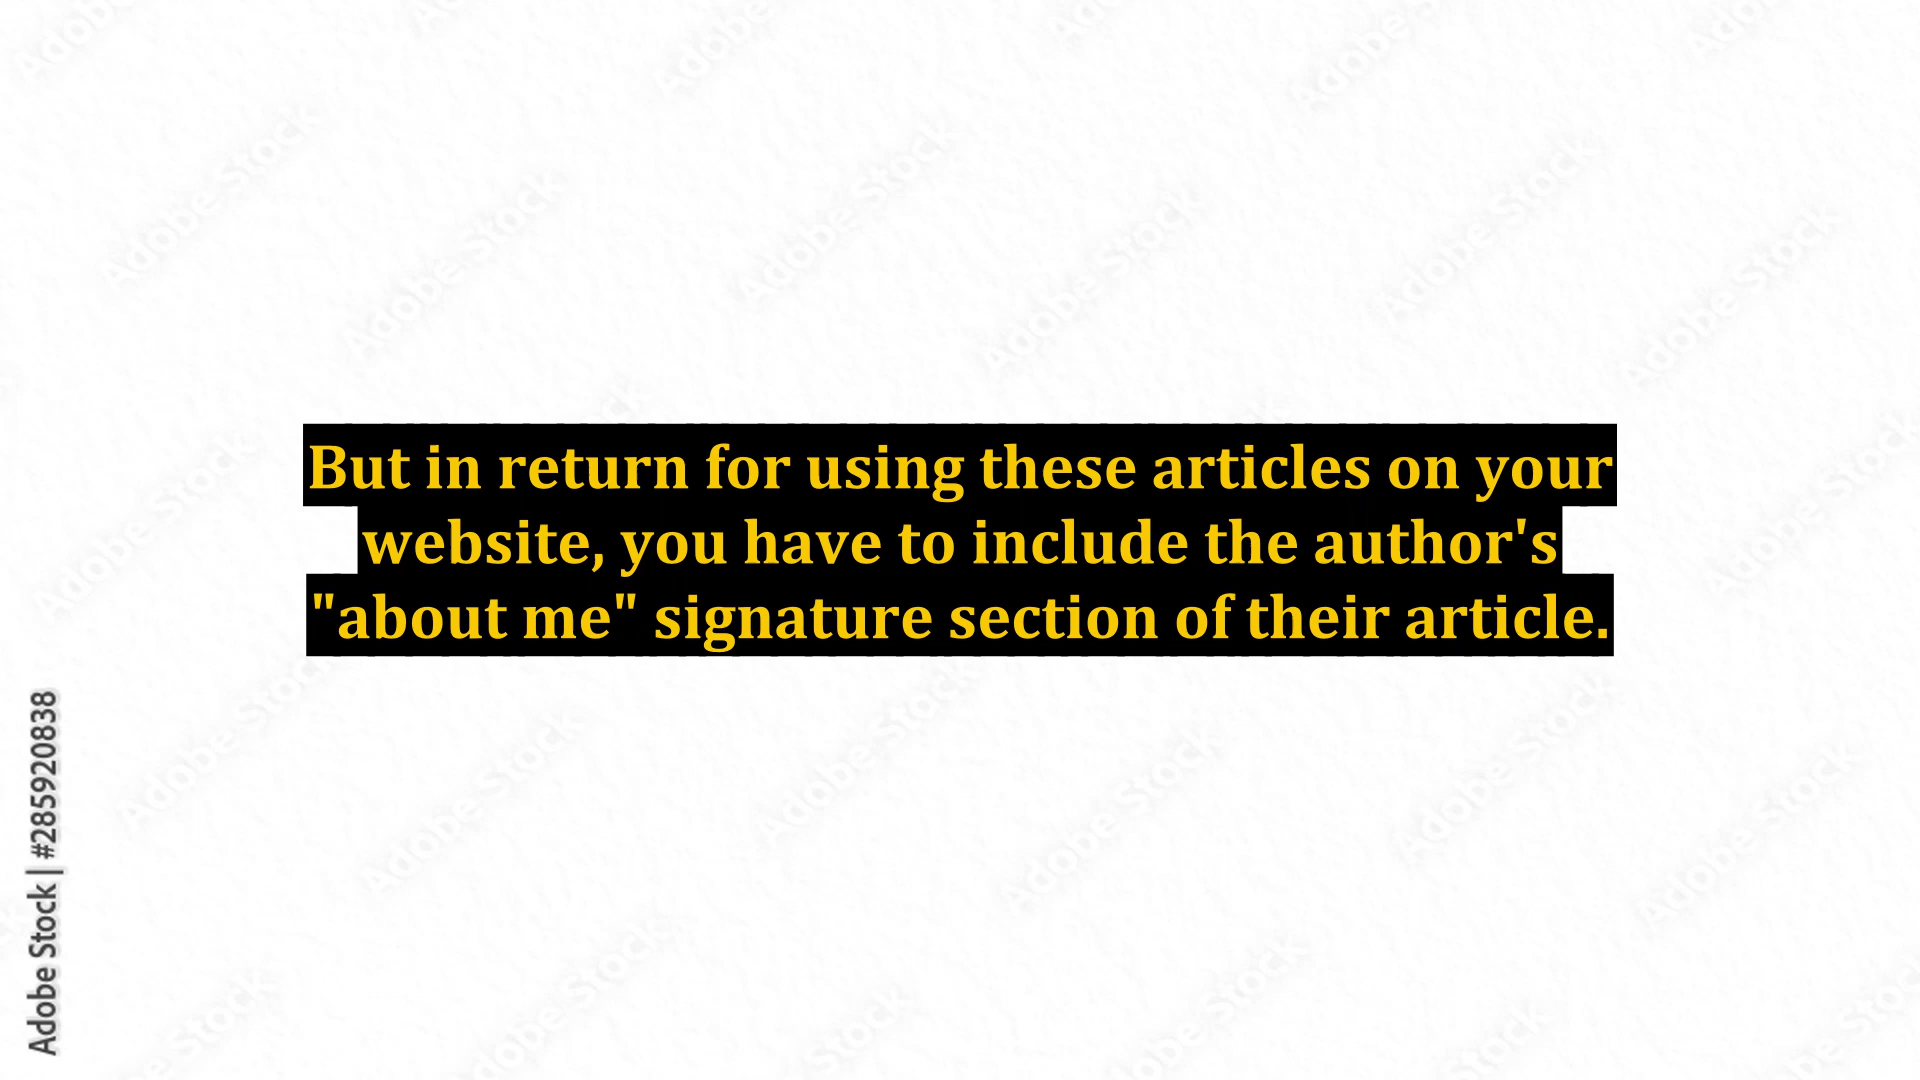 But in return for using these articles on your
website, you have to include the author's
"about me" signature section of their article.
Adobe Stock | #285920838